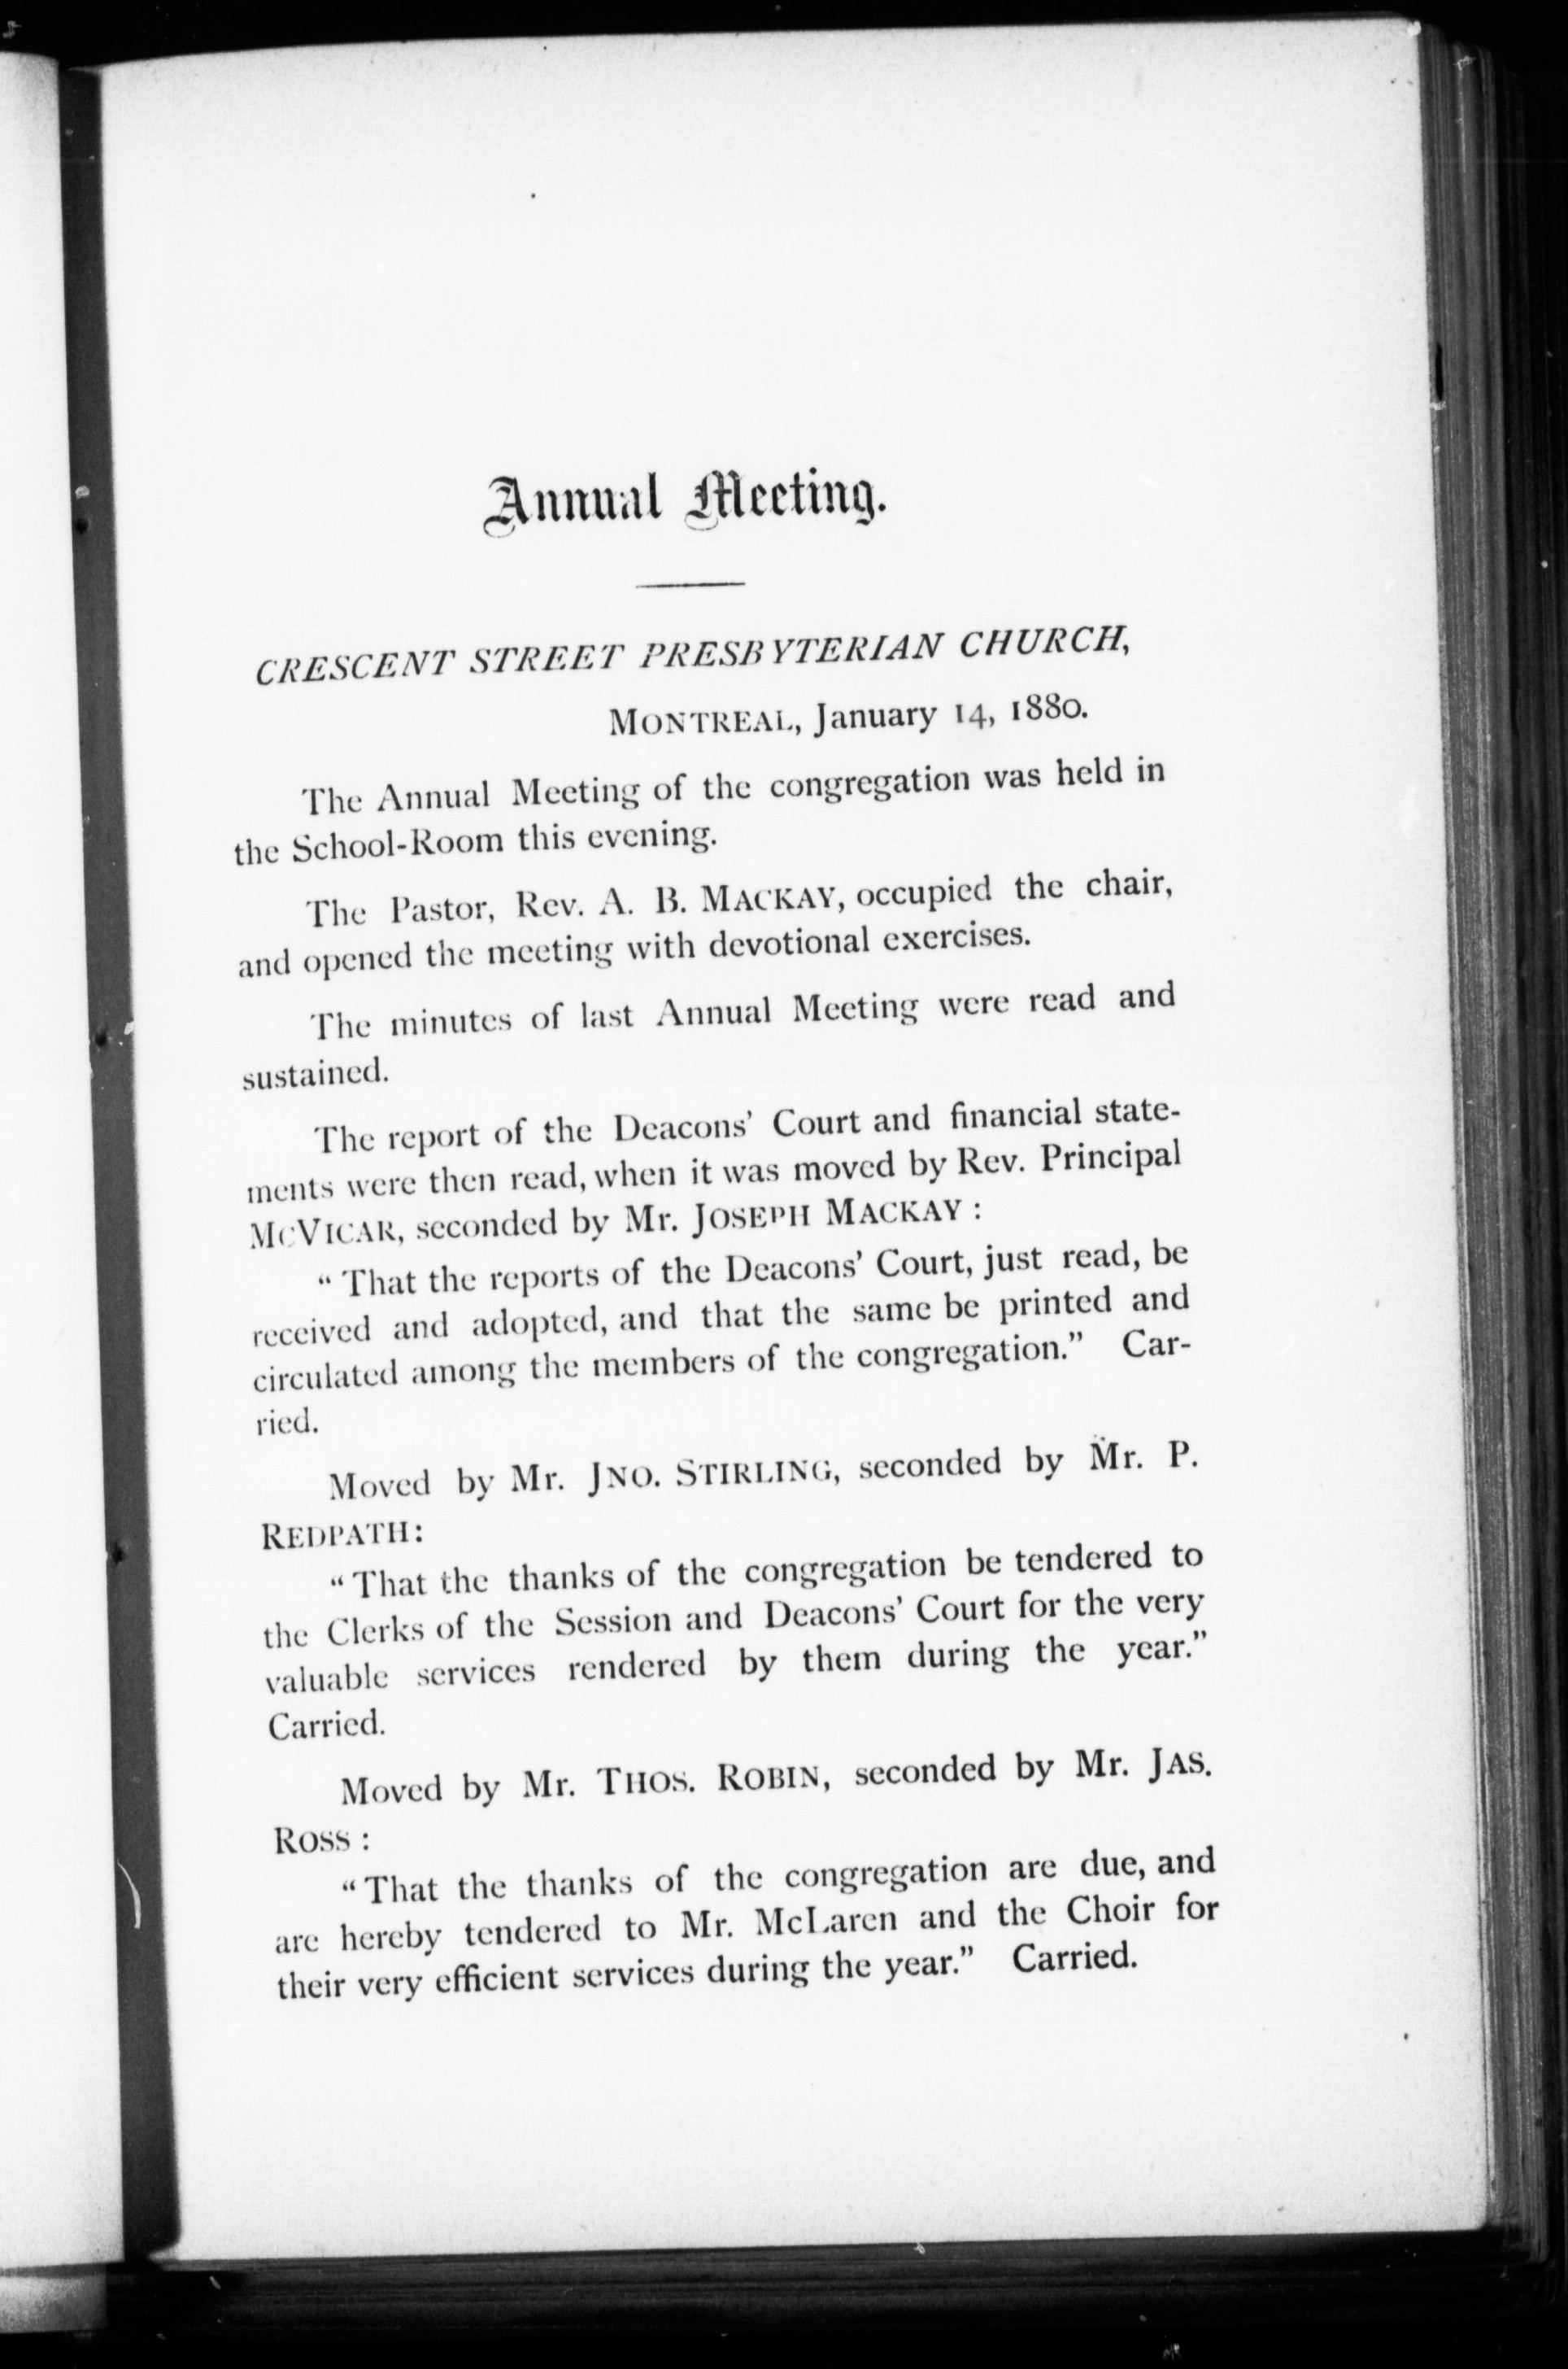 Annual Meeting.
CRESCENT STREET PRESBYTERIAN CHURCH,
MONTREAL, January 14, 1880.
The Annual Meeting of the congregation was held in
the School-Room this evening.
The Pastor, Rev. A. B. MACKAY, occupied the chair,
and opened the meeting with devotional exercises.
The minutes of last Annual Meeting were read and
sustained.
The report of the Deacons' Court and financial state-
ments were then read, when it was moved by Rev. Principal
MCVICAR, seconded by Mr. JOSEPH MACKAY :
" That the reports of the Deacons' Court, just read, be
received and adopted, and that the same be printed and
circulated among the members of the congregation." Car-
ried.
Moved by Mr. JNO. STIRLING, seconded by Mr. P.
REDPATH:
" That the thanks of the congregation be tendered to
the Clerks of the Session and Deacons' Court for the very
valuable services rendered by them during the year."
Carried.
Moved by Mr. THOS. ROBIN, seconded by Mr. JAS.
ROSS :
" That the thanks of the congregation are due, and
are hereby tendered to Mr. McLaren and the Choir for
their very efficient services during the year." Carried.